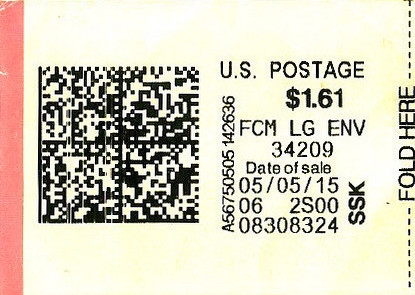 U.S. POSTAGE
$1.61
FCM LG ENV
34209
Date of sale
05/05/15
06 2S00
08308324
A56750505142636
SSK
FOLD HERE